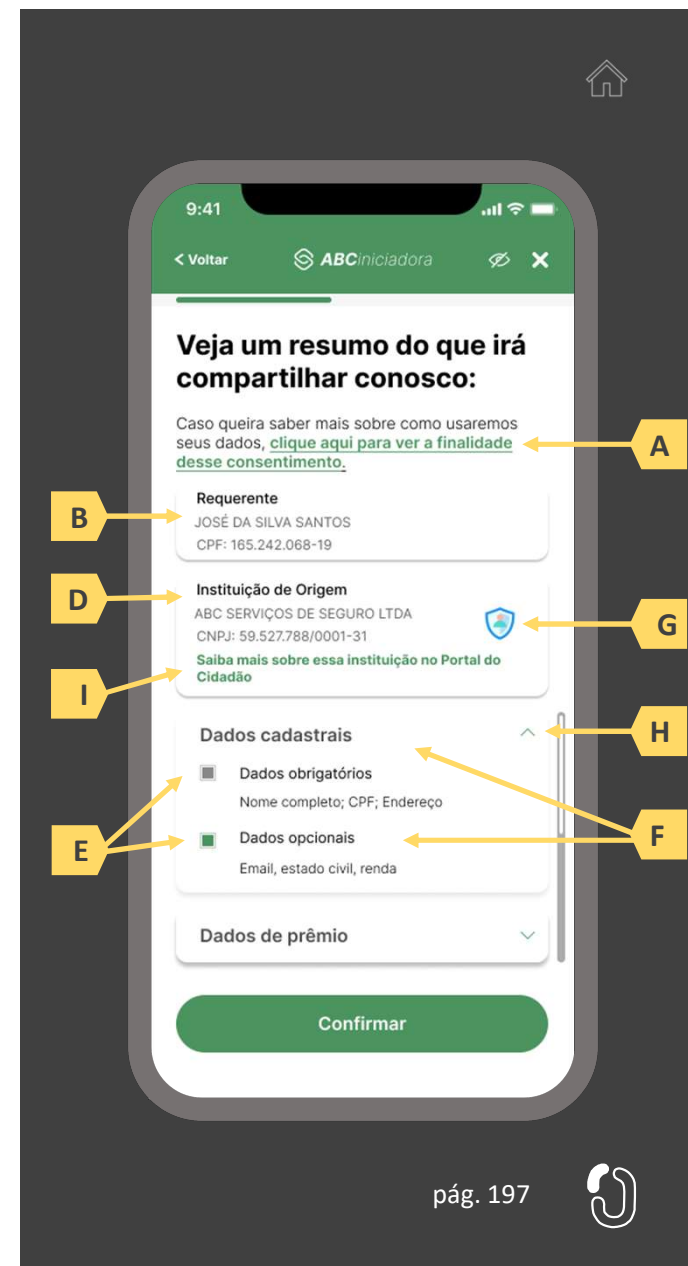 9:41
< Voltar
ABCiniciadora
Veja um resumo do que irá
compartilhar conosco:
Caso queira saber mais sobre como usaremos
seus dados, clique aqui para ver a finalidade
desse consentimento.
A
Requerente
B
JOSÉ DA SILVA SANTOS
CPF: 165.242.068-19
Instituição de Origem
D
ABC SERVIÇOS DE SEGURO LTDA
G
CNPJ: 59.527.788/0001-31
Saiba mais sobre essa instituição no Portal do
Cidadão
I
Dados cadastrais
H
Dados obrigatórios
Nome completo; CPF; Endereço
Dados opcionais
E
F
Email, estado civil, renda
Dados de prêmio
Confirmar
pág. 197